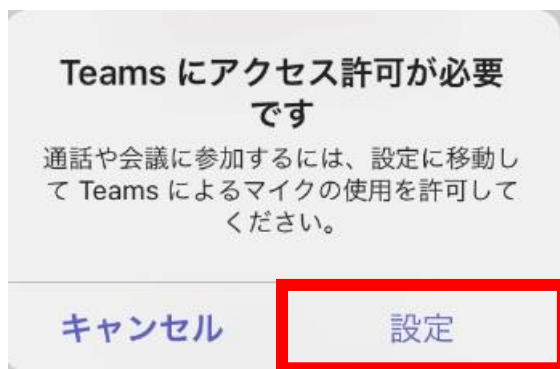 Teams にアクセス許可が必要
です
通話や会議に参加するには、設定に移動し
て Teams によるマイクの使用を許可して
ください。
キャンセル
設定